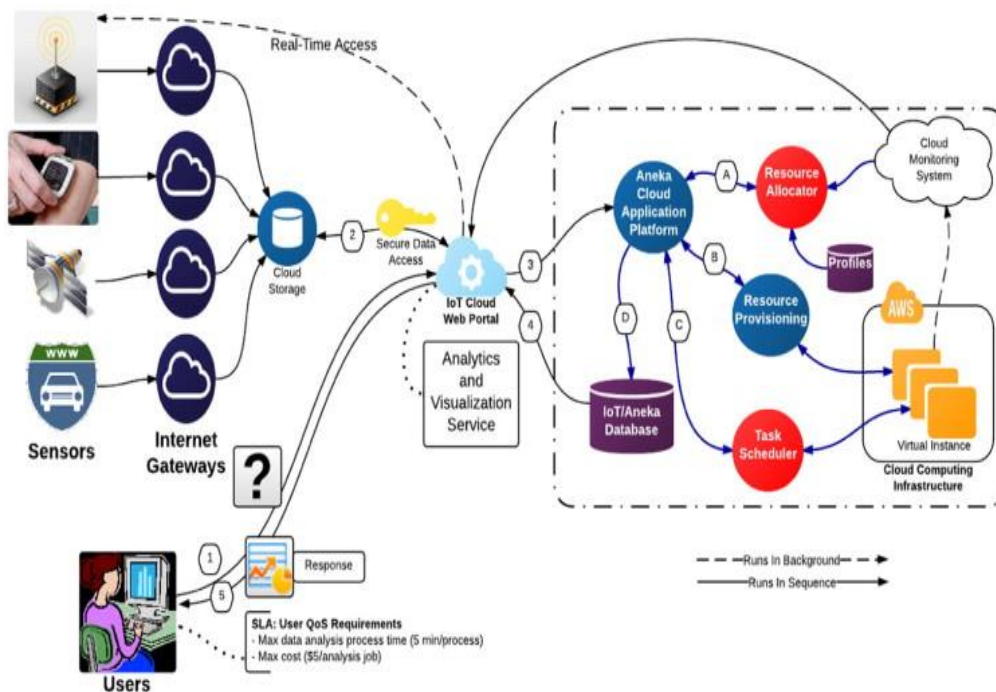 Real-Time Access
Cloud
Monitoring
System
Aneka
Cloud
Application
Platform
A
Resource
Allocator
2
Secure Data
Access
Cloud
Storage
3
IoT Cloud
Web Portal
B
Profiles
Resource
Provisioning
AWS
4
D
C
Analytics
and
Visualization
Service
WWW
IoT/Aneka
Database
Task
Scheduler
Virtual Instance
Cloud Computing
Infrastructure
Sensors
Internet
Gateways
?
1
Response
5
Runs In Background
Runs In Sequence
SLA: User QoS Requirements
- Max data analysis process time (5 min/process)
- Max cost ($5/analysis job)
Users